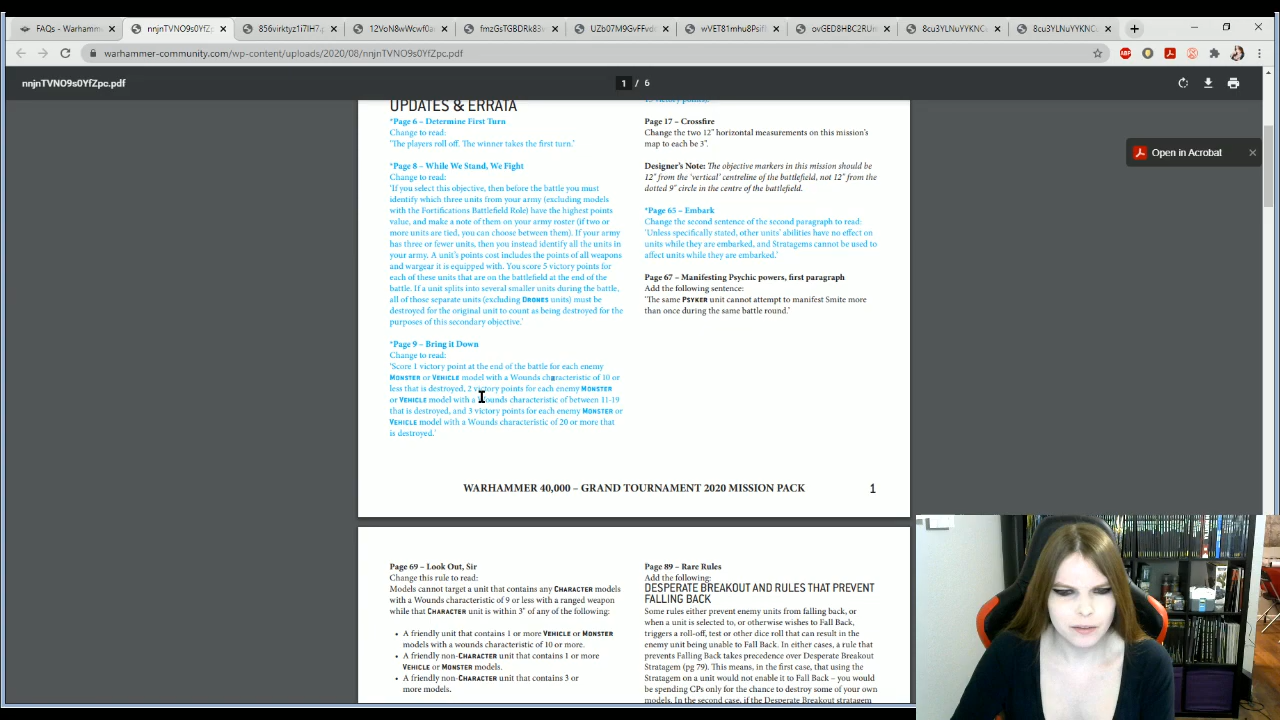 FAQs - Warhamm
nnjnTVNO9s0YfZpc.pdf
856virktyz1i7IH7.
12VoN8wWcwf0a
fmzGsTGBDRk83
UZb07M9GvFvd
wVET81mhu8Psif
ovGED8HBC2RUn
8cu3YLNuYYKNC
8cu3YLNuYYKNC
warhammer-community.com/wp-content/uploads/2020/08/nnjnTVNO9s0YfZpc.pdf
ABP
nnjnTVNO9s0YfZpc.pdf
1 / 6
Open in Acrobat
UPDATES & ERRATA
*Page 6 – Determine First Turn
Change to read:
'The players roll off. The winner takes the first turn.'
*Page 8 – While We Stand, We Fight
Change to read:
'If you select this objective, then before the battle you must
identify which three units from your army (excluding models
with the Fortifications Battlefield Role) have the highest points
value, and make a note of them on your army roster (if two or
more units are tied, you can choose between them). If your army
has three or fewer units, then you instead identify all the units in
your army. A unit's points cost includes the points of all weapons
and wargear it is equipped with. You score 5 victory points for
each of these units that are on the battlefield at the end of the
battle. If a unit splits into several smaller units during the battle,
all of those separate units (excluding DRONES units) must be
destroyed for the original unit to count as being destroyed for the
purposes of this secondary objective.'
*Page 9 – Bring it Down
Change to read:
'Score 1 victory point at the end of the battle for each enemy
MONSTER or VEHICLE model with a Wounds characteristic of 10 or
less that is destroyed, 2 victory points for each enemy MONSTER
or VEHICLE model with a Wounds characteristic of between 11-19
that is destroyed, and 3 victory points for each enemy MONSTER or
VEHICLE model with a Wounds characteristic of 20 or more that
is destroyed.'
15 victory points).'
Page 17 – Crossfire
Change the two 12" horizontal measurements on this mission's
map to each be 3".
Designer's Note: The objective markers in this mission should be
12" from the 'vertical' centreline of the battlefield, not 12" from the
dotted 9" circle in the centre of the battlefield.
*Page 65 – Embark
Change the second sentence of the second paragraph to read:
'Unless specifically stated, other units' abilities have no effect on
units while they are embarked, and Stratagems cannot be used to
affect units while they are embarked.'
Page 67 – Manifesting Psychic powers, first paragraph
Add the following sentence:
'The same PSYKER unit cannot attempt to manifest Smite more
than once during the same battle round.'
WARHAMMER 40,000 – GRAND TOURNAMENT 2020 MISSION PACK
1
Page 69 – Look Out, Sir
Change this rule to read:
Models cannot target a unit that contains any CHARACTER models
with a Wounds characteristic of 9 or less with a ranged weapon
while that CHARACTER unit is within 3" of any of the following:
• A friendly unit that contains 1 or more VEHICLE or MONSTER
models with a wounds characteristic of 10 or more.
• A friendly non-CHARACTER unit that contains 1 or more
VEHICLE or MONSTER models.
• A friendly non-CHARACTER unit that contains 3 or
more models.
Page 89 – Rare Rules
Add the following:
DESPERATE BREAKOUT AND RULES THAT PREVENT
FALLING BACK
Some rules either prevent enemy units from falling back, or
when a unit is selected to, or otherwise wishes to Fall Back,
triggers a roll-off, test or other dice roll that can result in the
enemy unit being unable to Fall Back. In either cases, a rule that
prevents Falling Back takes precedence over Desperate Breakout
Stratagem (pg 79). This means, in the first case, that using the
Stratagem on a unit would not enable it to Fall Back – you would
be spending CPs only for the chance to destroy some of your own
models. In the second case, if the Desperate Breakout stratagem